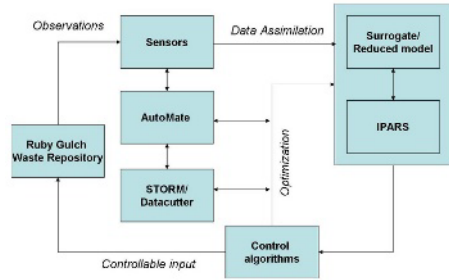 Observations
Sensors
Data Assimilation
Surrogate/
Reduced model
AutoMate
IPARS
Ruby Gulch
Waste Repository
Optimization
STORM/
Datacutter
Control
algorithms
Controllable input